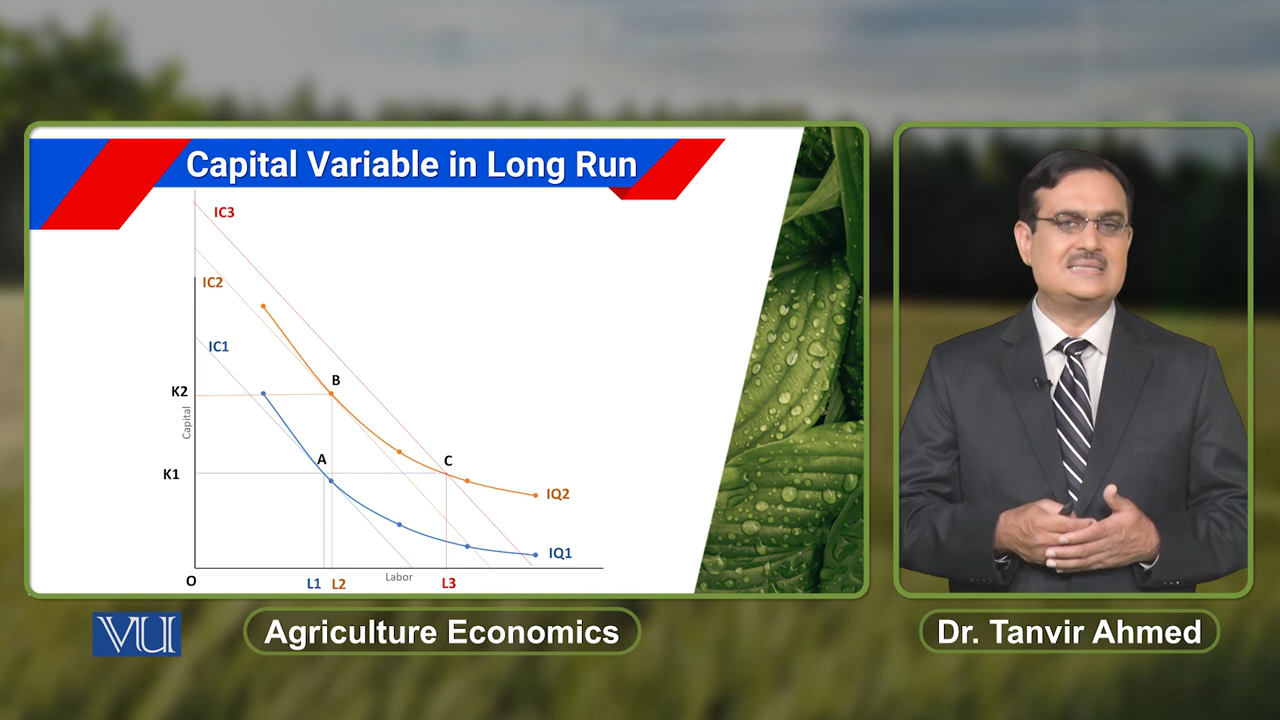 Capital Variable in Long Run
IC3
IC2
IC1
K2
Capital
K1
B
A
C
IQ2
IQ1
O
L1
L2
Labor
L3
VU
Agriculture Economics
Dr. Tanvir Ahmed